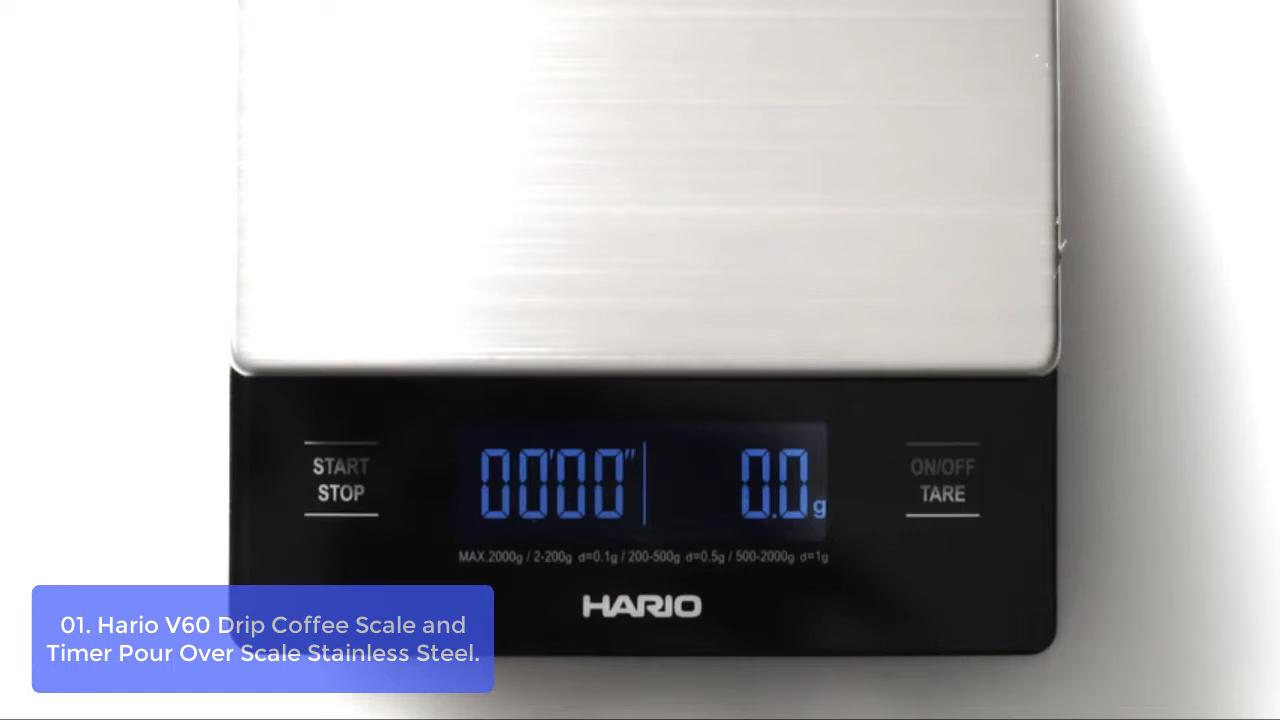 START
STOP
00'00" 0.0g
ON/OFF
TARE
MAX.2000g / 2-200g d=0.1g / 200-500g d=0.5g / 500-2000g d=1g
HARIO
01. Hario V60 Drip Coffee Scale and
Timer Pour Over Scale Stainless Steel.